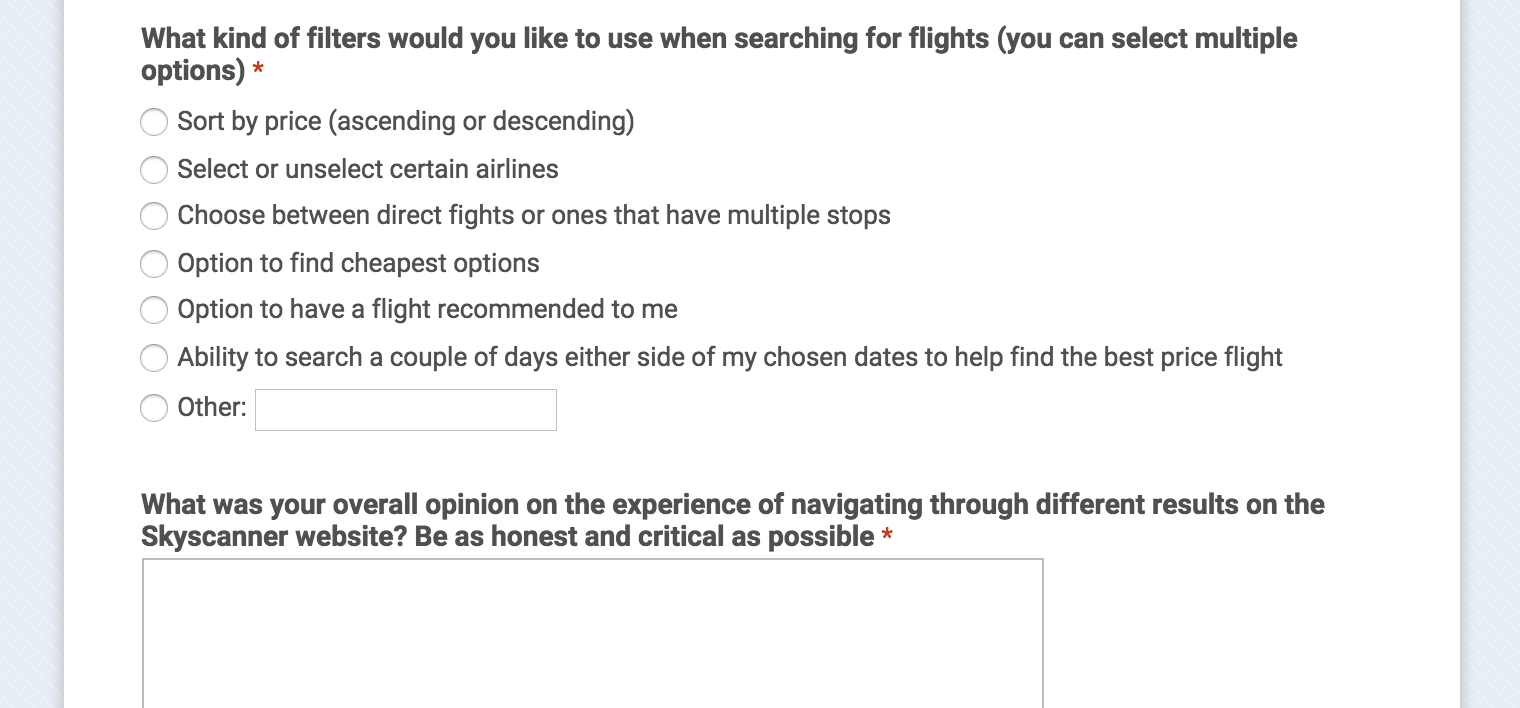 What kind of filters would you like to use when searching for flights (you can select multiple
options) *
Sort by price (ascending or descending)
Select or unselect certain airlines
Choose between direct fights or ones that have multiple stops
Option to find cheapest options
Option to have a flight recommended to me
Ability to search a couple of days either side of my chosen dates to help find the best price flight
Other:
What was your overall opinion on the experience of navigating through different results on the
Skyscanner website? Be as honest and critical as possible *